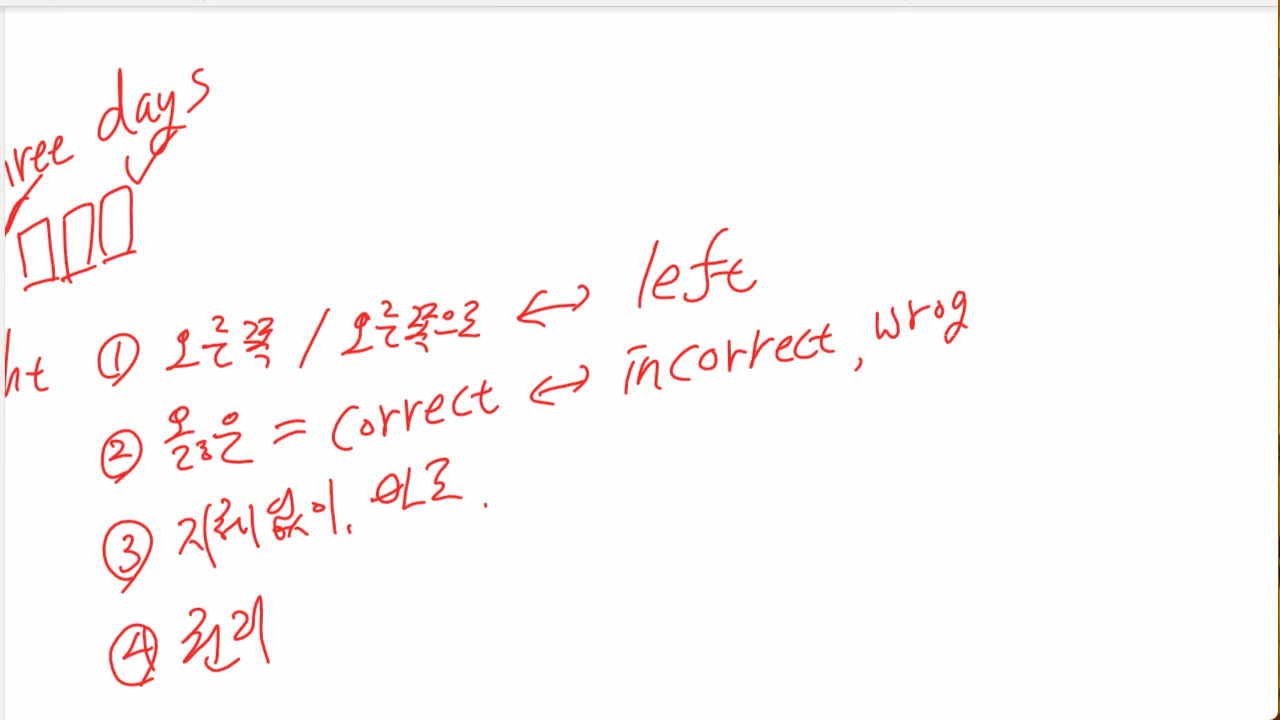 hree days
ht ① 오른쪽 / 오른쪽으로 ↔ left
② 옳은 = correct ↔ incorrect, wrog
③ 지체없이. 바로.
④ 권리